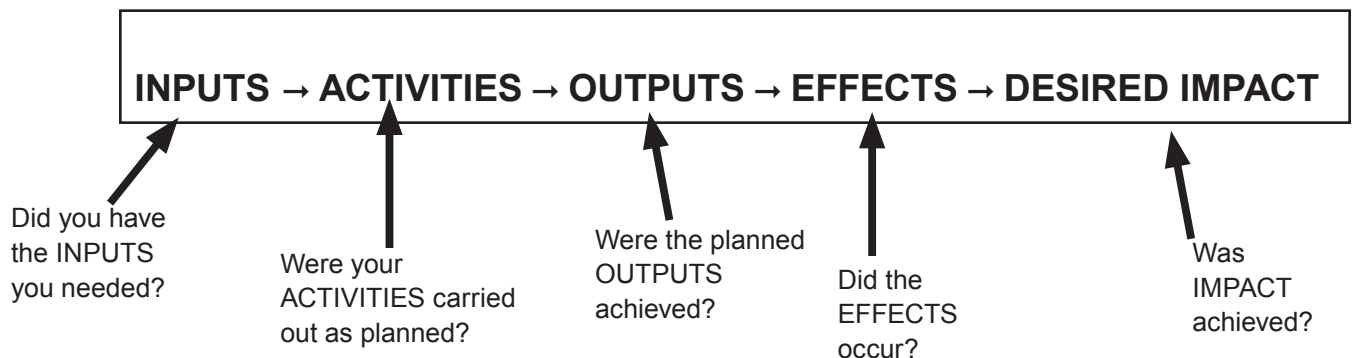 INPUTS → ACTIVITIES → OUTPUTS → EFFECTS → DESIRED IMPACT
Did you have
the INPUTS
you needed?
Were your
ACTIVITIES carried
out as planned?
Were the planned
OUTPUTS
achieved?
Did the
EFFECTS
occur?
Was
IMPACT
achieved?